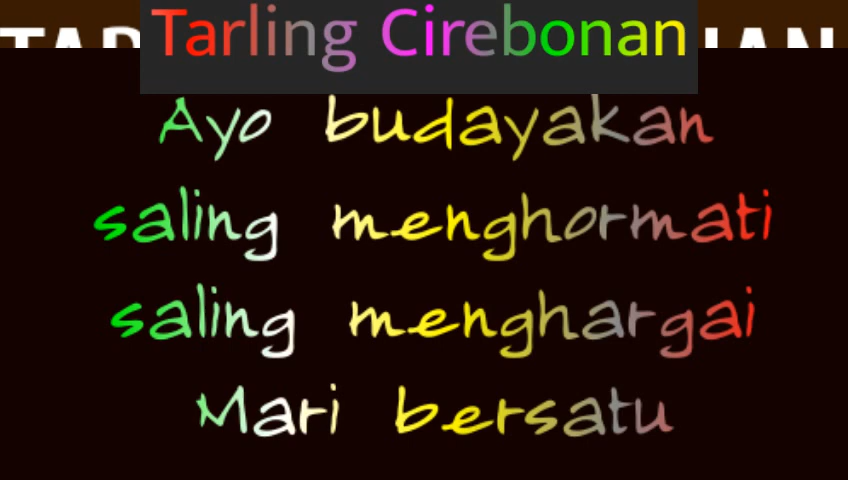 Tarling Cirebonan
Ayo budayakan
saling menghormati
saling menghargai
Mari bersatu